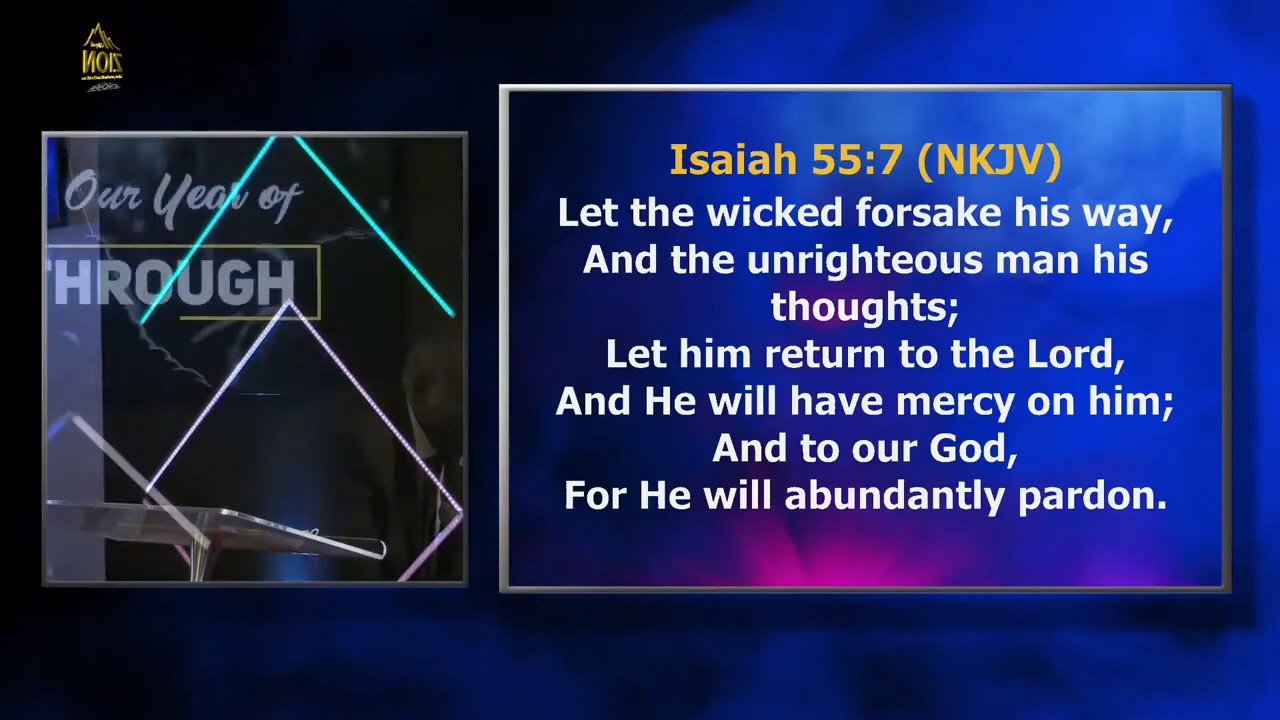 ZION
Our Year of
THROUGH
Isaiah 55:7 (NKJV)
Let the wicked forsake his way,
And the unrighteous man his
thoughts;
Let him return to the Lord,
And He will have mercy on him;
And to our God,
For He will abundantly pardon.